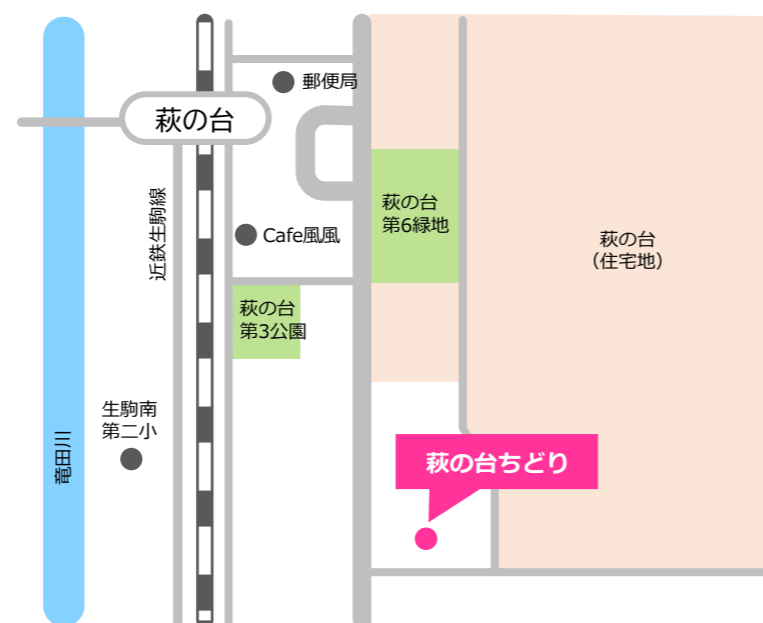 郵便局
萩の台
近鉄生駒線
萩の台
第6緑地
Cafe風風
萩の台
（住宅地）
萩の台
第3公園
生駒南
第二小
竜田川
萩の台ちどり